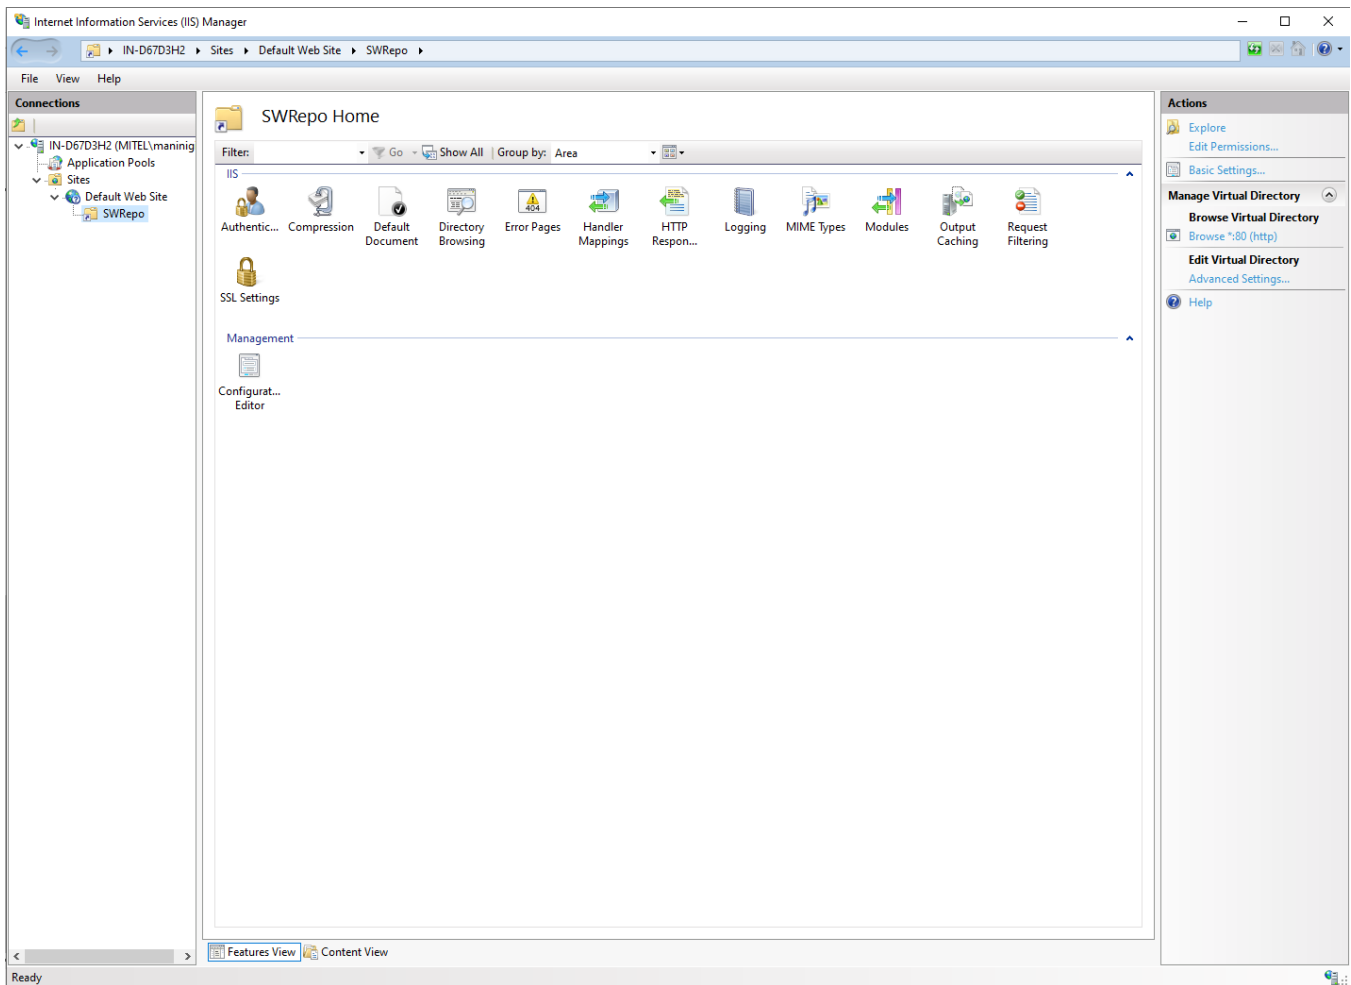 Internet Information Services (IIS) Manager
IN-D67D3H2 Sites Default Web Site SWRepo
File View Help
Connections
IN-D67D3H2 (MITEL\maninig
Application Pools
Sites
Default Web Site
SWRepo
SWRepo Home
Filter: Go Show All Group by: Area
IIS
Authentic... Compression Default Document Directory Browsing Error Pages Handler Mappings HTTP Respon... Logging MIME Types Modules Output Caching Request Filtering
404
SSL Settings
Management
Configurat... Editor
Features View Content View
Actions
Explore
Edit Permissions...
Basic Settings...
Manage Virtual Directory
Browse Virtual Directory
Browse *:80 (http)
Edit Virtual Directory
Advanced Settings...
Help
Ready